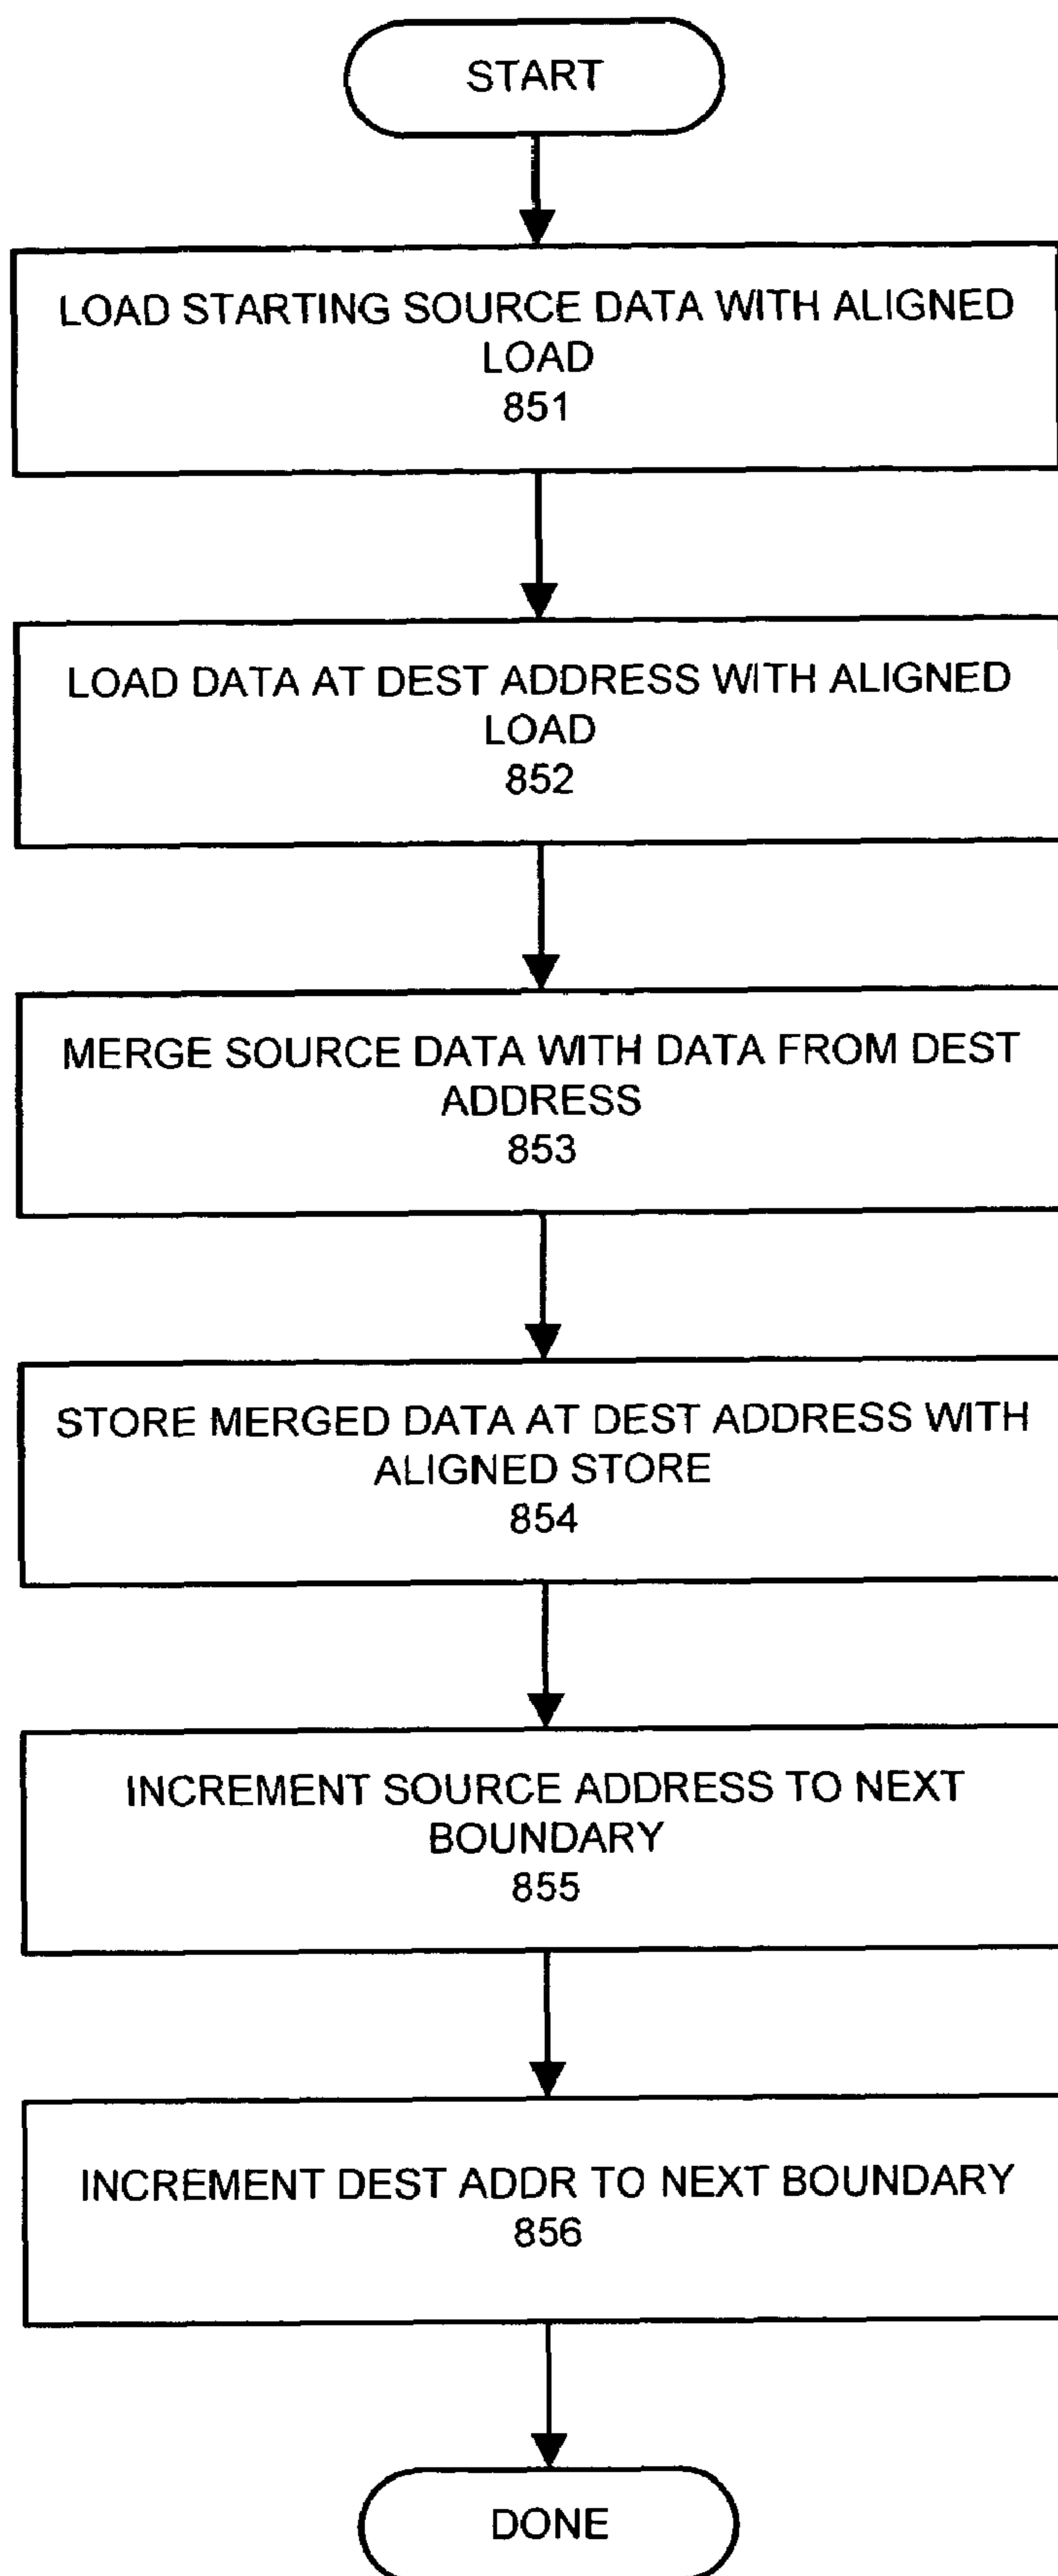 START
LOAD STARTING SOURCE DATA WITH ALIGNED
LOAD
851
LOAD DATA AT DEST ADDRESS WITH ALIGNED
LOAD
852
MERGE SOURCE DATA WITH DATA FROM DEST
ADDRESS
853
STORE MERGED DATA AT DEST ADDRESS WITH
ALIGNED STORE
854
INCREMENT SOURCE ADDRESS TO NEXT
BOUNDARY
855
INCREMENT DEST ADDR TO NEXT BOUNDARY
856
DONE